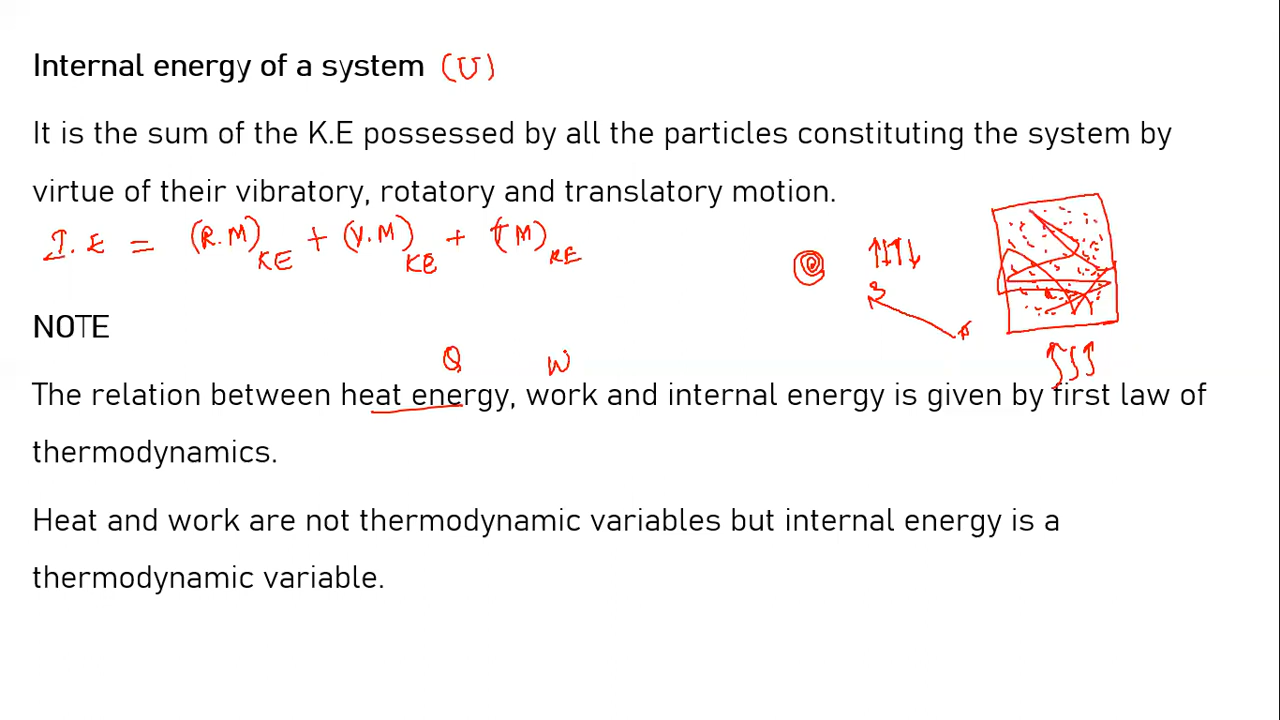 Internal energy of a system (U)
It is the sum of the K.E possessed by all the particles constituting the system by
virtue of their vibratory, rotatory and translatory motion.
I.E = (R.M)KE + (V.M)KE + (T M)KE
NOTE
Q W
The relation between heat energy, work and internal energy is given by first law of
thermodynamics.
Heat and work are not thermodynamic variables but internal energy is a
thermodynamic variable.